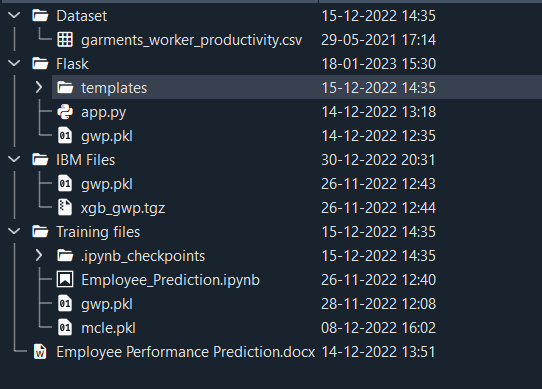 Dataset 15-12-2022 14:35
garments_worker_productivity.csv 29-05-2021 17:14
Flask 18-01-2023 15:30
templates 15-12-2022 14:35
app.py 14-12-2022 13:18
01 gwp.pkl 14-12-2022 12:35
IBM Files 30-12-2022 20:31
01 gwp.pkl 26-11-2022 12:43
xgb_gwp.tgz 26-11-2022 12:44
Training files 15-12-2022 14:35
.ipynb_checkpoints 15-12-2022 14:35
Employee_Prediction.ipynb 26-11-2022 12:40
01 gwp.pkl 28-11-2022 12:08
01 mcle.pkl 08-12-2022 16:02
W Employee Performance Prediction.docx 14-12-2022 13:51